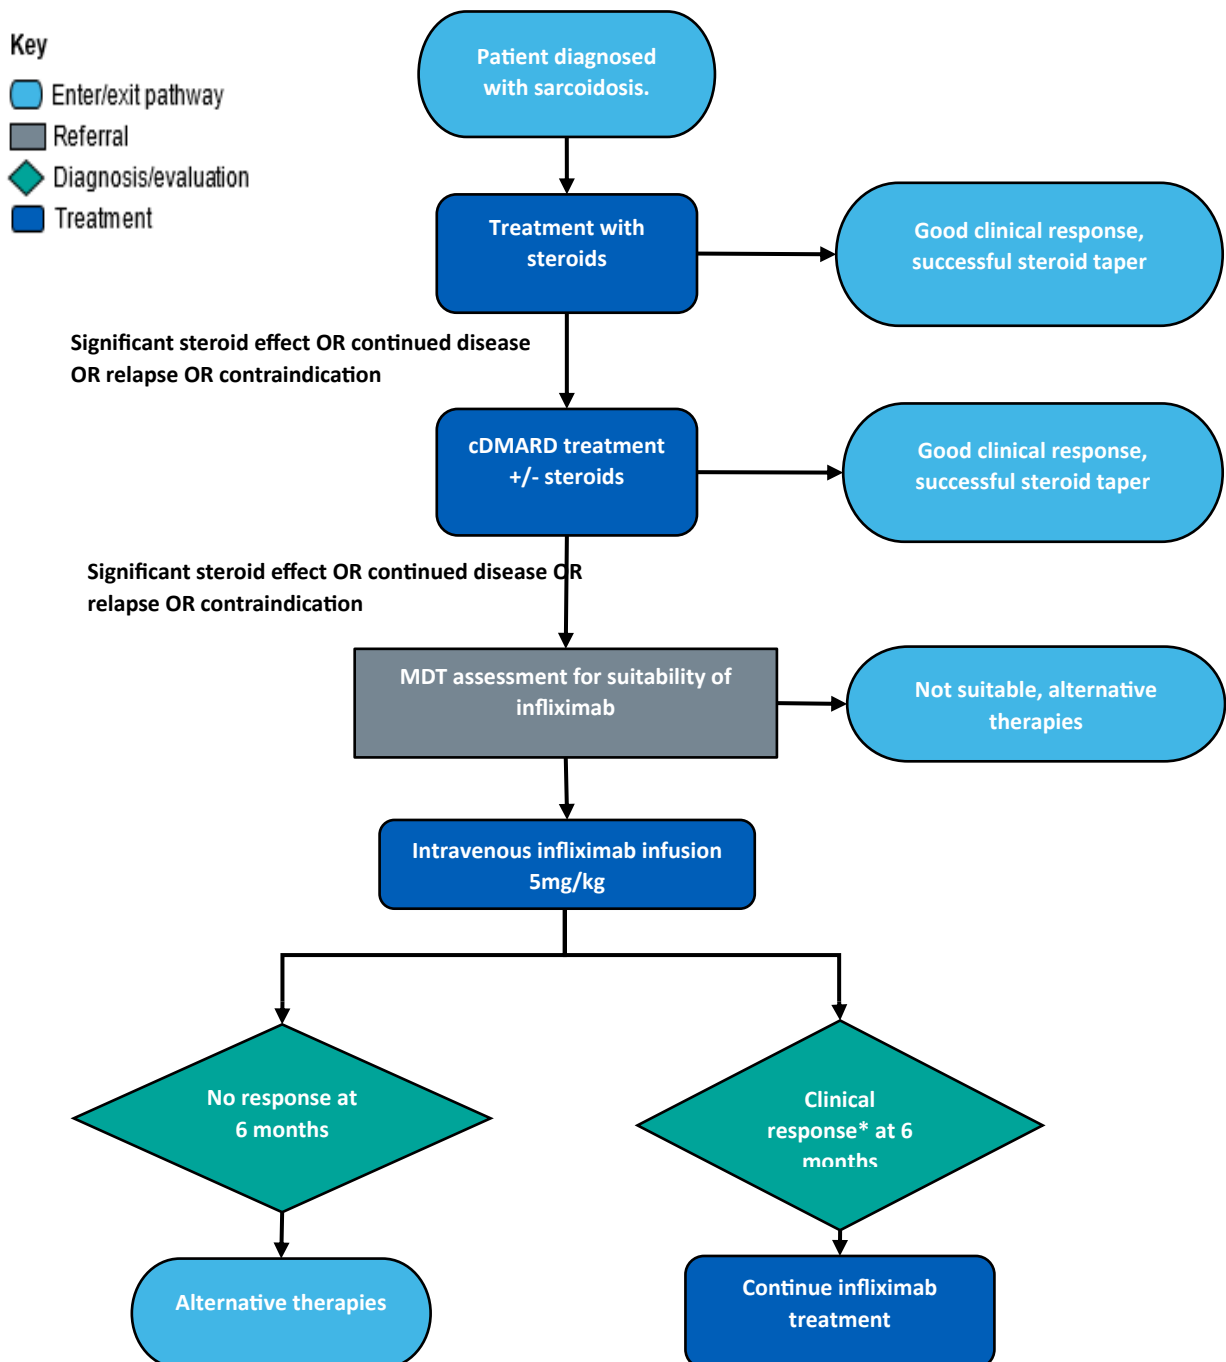 Key
Enter/exit pathway
Referral
Diagnosis/evaluation
Treatment
Patient diagnosed
with sarcoidosis.
Treatment with
steroids
Good clinical response,
successful steroid taper
Significant steroid effect OR continued disease
OR relapse OR contraindication
cDMARD treatment
+/- steroids
Good clinical response,
successful steroid taper
Significant steroid effect OR continued disease OR
relapse OR contraindication
MDT assessment for suitability of
infliximab
Not suitable, alternative
therapies
Intravenous infliximab infusion
5mg/kg
No response at
6 months
Clinical
response* at 6
months
Alternative therapies
Continue infliximab
treatment